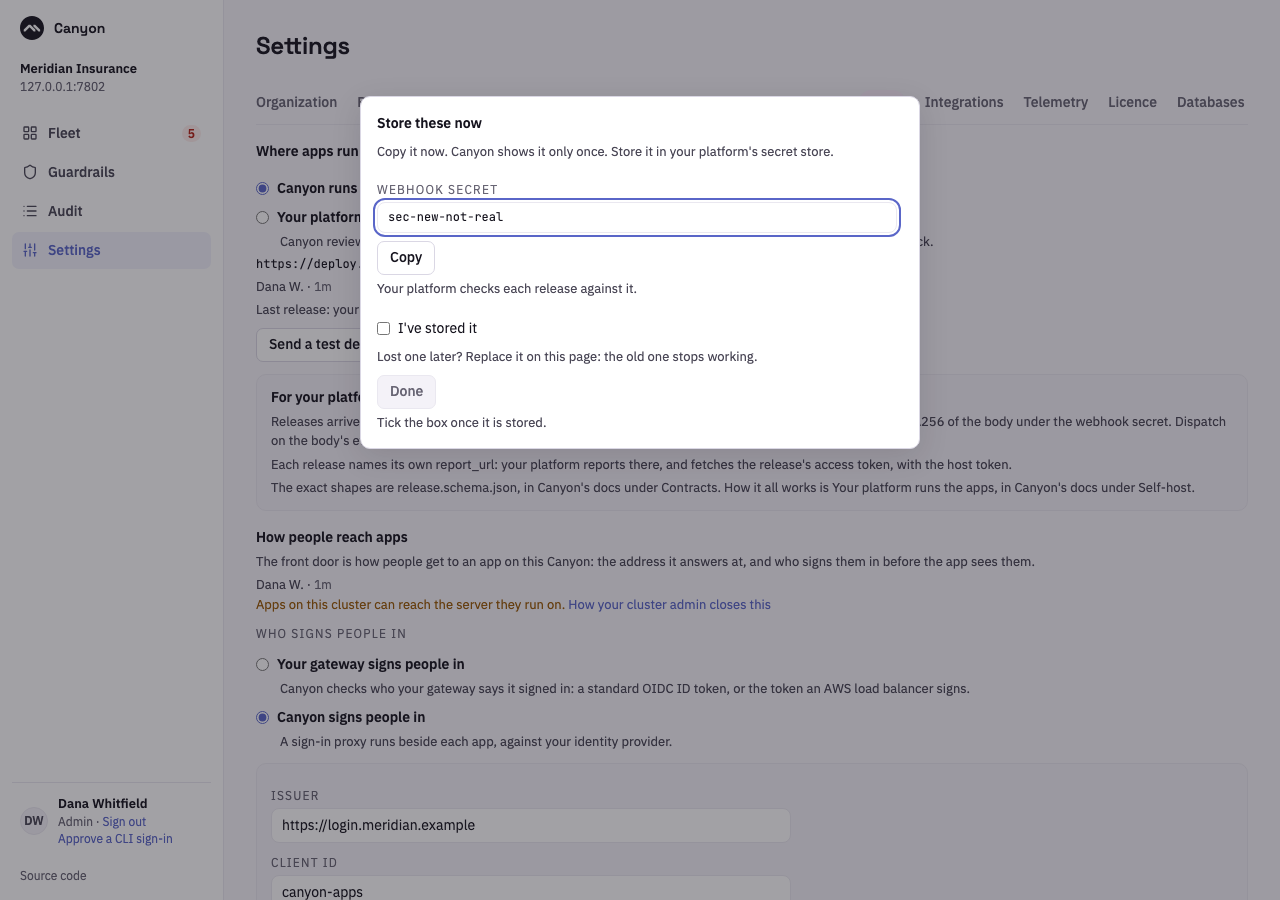 Canyon
Meridian Insurance
127.0.0.1:7802
Fleet 5
Guardrails
Audit
Settings
Settings
Organization Integrations Telemetry Licence Databases
Where apps run
Canyon runs
Your platform
Canyon review
https://deploy.
Dana W. · 1m
Last release: your
Send a test de
Store these now
Copy it now. Canyon shows it only once. Store it in your platform's secret store.
WEBHOOK SECRET
sec-new-not-real
Copy
Your platform checks each release against it.
I've stored it
Lost one later? Replace it on this page: the old one stops working.
Done
Tick the box once it is stored.
For your platfo
Releases arrive 256 of the body under the webhook secret. Dispatch
on the body's e
Each release names its own report_url: your platform reports there, and fetches the release's access token, with the host token.
The exact shapes are release.schema.json, in Canyon's docs under Contracts. How it all works is Your platform runs the apps, in Canyon's docs under Self-host.
How people reach apps
The front door is how people get to an app on this Canyon: the address it answers at, and who signs them in before the app sees them.
Dana W. · 1m
Apps on this cluster can reach the server they run on. How your cluster admin closes this
WHO SIGNS PEOPLE IN
Your gateway signs people in
Canyon checks who your gateway says it signed in: a standard OIDC ID token, or the token an AWS load balancer signs.
Canyon signs people in
A sign-in proxy runs beside each app, against your identity provider.
ISSUER
https://login.meridian.example
CLIENT ID
canyon-apps
DW
Dana Whitfield
Admin · Sign out
Approve a CLI sign-in
Source code